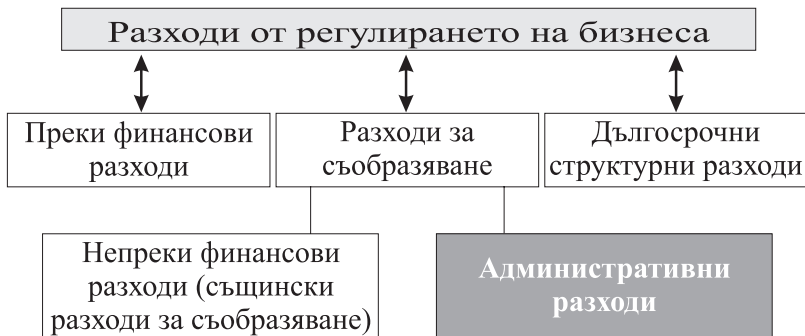 Разходи от регулирането на бизнеса
Преки финансови
разходи
Разходи за
съобразяване
Дългосрочни
структурни разходи
Непреки финансови
разходи (същински
разходи за съобразяване)
Административни
разходи